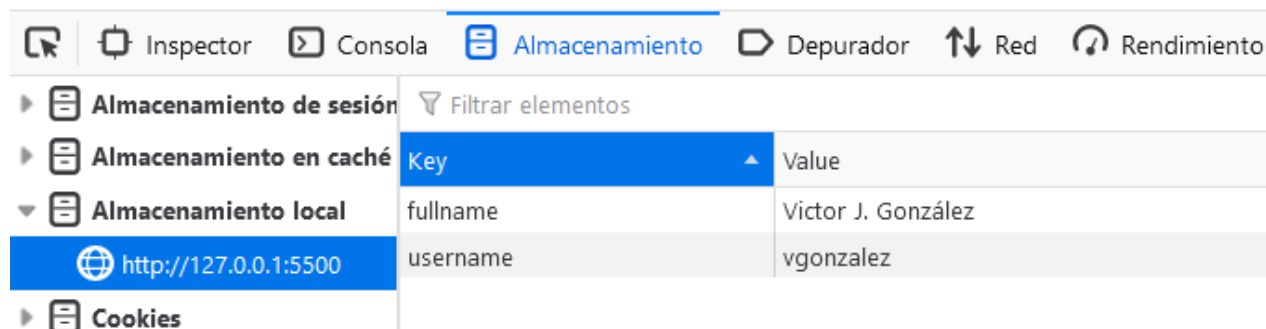 Inspector Consola Almacenamiento Depurador Red Rendimiento
Almacenamiento de sesión
Filtrar elementos
Almacenamiento en caché
Key Value
Almacenamiento local
fullname Victor J. González
http://127.0.0.1:5500
username vgonzalez
Cookies